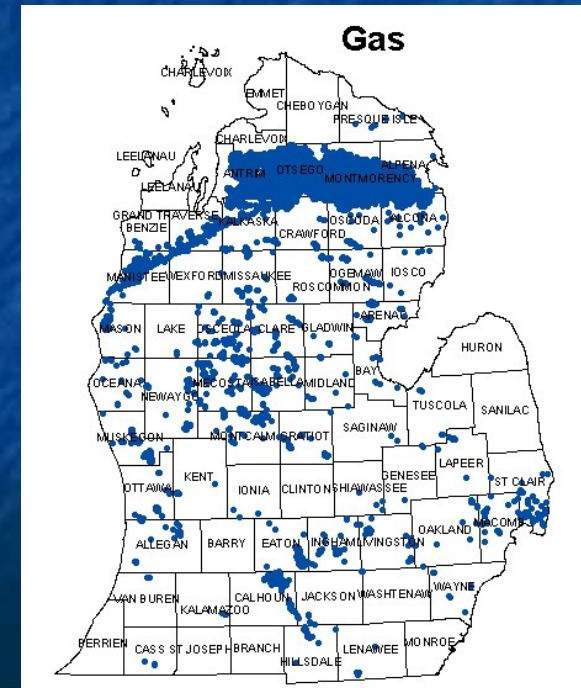 Gas
CHARLEVOIX
EMMET
CHEBOYGAN
PRESQUE ISLE
CHARLEVOIX
LEELANAU
ANTRIM
OTSEGO
MONTMORENCY
ALPENA
LEELANAU
GRAND TRAVERSE
KALKASKA
OSCODA
ALCONA
BENZIE
CRAWFORD
MANISTEE
WEXFORD
MISSAUKEE
OGEMAW
IOSCO
ROSCOMMON
ARENAC
MASON
LAKE
OSCEOLA
CLARE
GLADWIN
HURON
OCEANA
NEWAYGO
MECOSTA
ISABELLA
MIDLAND
BAY
TUSCOLA
SANILAC
MUSKEGON
MONTCALM
GRATIOT
SAGINAW
OTTAWA
KENT
IONIA
CLINTON
SHIAWASSEE
GENESEE
LAPEER
ST CLAIR
ALLEGAN
BARRY
EATON
INGHAM
LIVINGSTON
OAKLAND
MACOMB
VAN BUREN
KALAMAZOO
CALHOUN
JACKSON
WASHTENAW
WAYNE
BERRIEN
CASS
ST JOSEPH
BRANCH
HILLSDALE
LENAWEE
MONROE